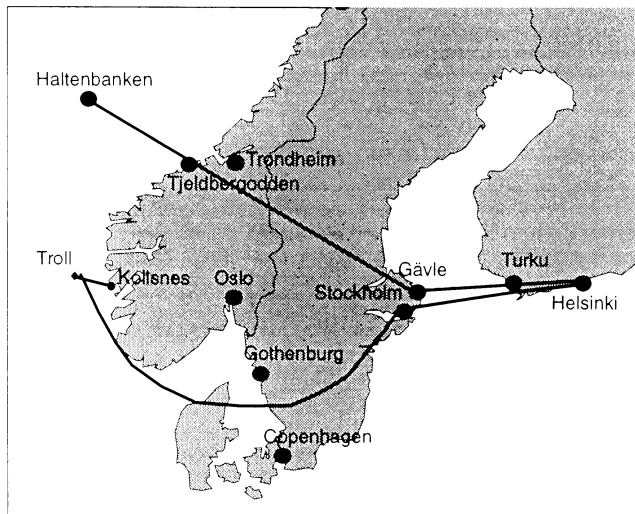 Haltenbanken
Trondheim
Tjeldbergodden
Troll
Kollsnes
Oslo
Gävle
Turku
Stockholm
Helsinki
Gothenburg
Copenhagen